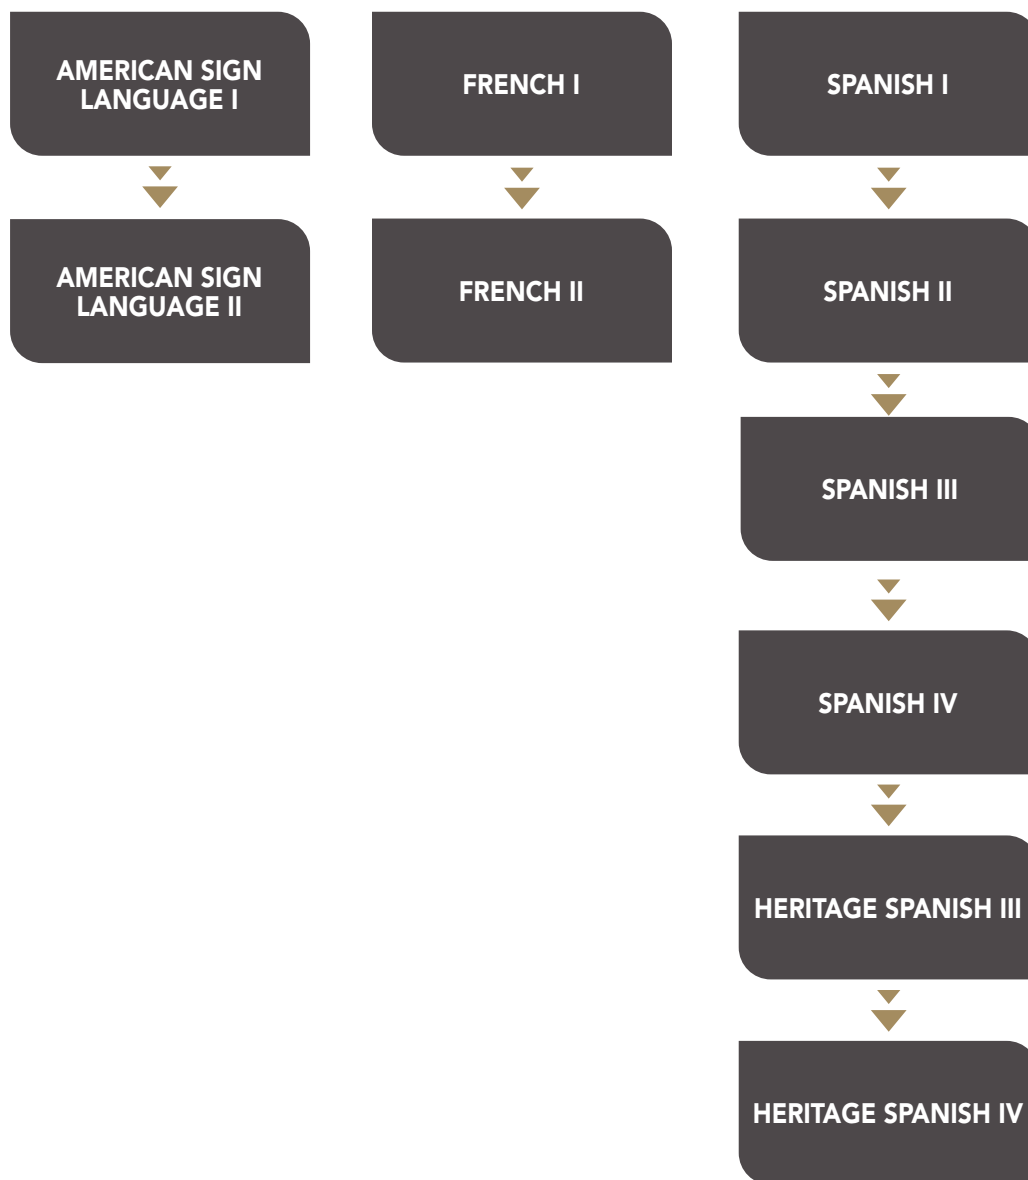 AMERICAN SIGN
LANGUAGE I
FRENCH I
SPANISH I
AMERICAN SIGN
LANGUAGE II
FRENCH II
SPANISH II
SPANISH III
SPANISH IV
HERITAGE SPANISH III
HERITAGE SPANISH IV